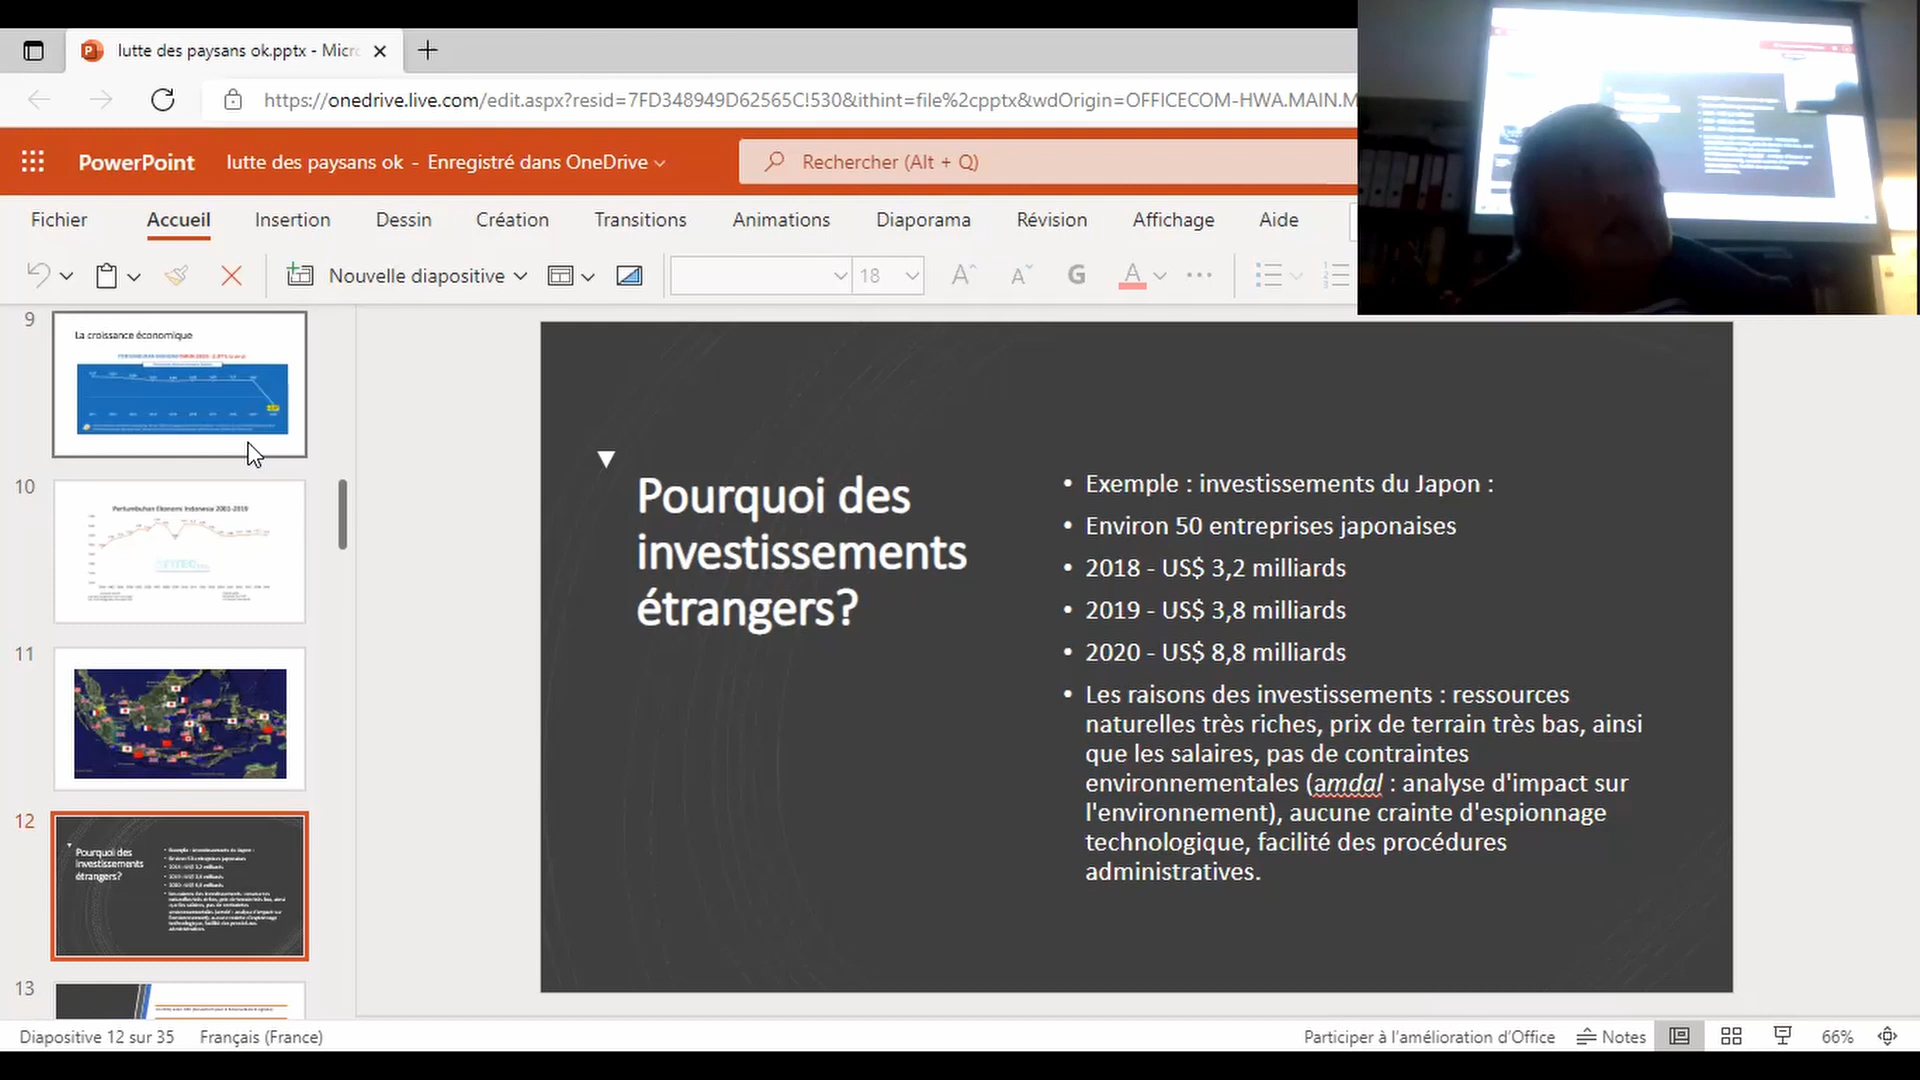 lutte des paysans ok.pptx - Micro
https://onedrive.live.com/edit.aspx?resid=7FD348949D62565C!530&ithint=file%2cpptx&wdOrigin=OFFICECOM-HWA.MAIN.M
PowerPoint lutte des paysans ok - Enregistré dans OneDrive
Rechercher (Alt + Q)
Fichier Accueil Insertion Dessin Création Transitions Animations Diaporama Révision Affichage Aide
Nouvelle diapositive 18 G A
9
La croissance économique
10
Pertumbuhan Ekonomi Indonesia 2001-2019
11
12
Pourquoi des
investissements
étrangers?
13
Pourquoi des
investissements
étrangers?
• Exemple : investissements du Japon :
• Environ 50 entreprises japonaises
• 2018 - US$ 3,2 milliards
• 2019 - US$ 3,8 milliards
• 2020 - US$ 8,8 milliards
• Les raisons des investissements : ressources
naturelles très riches, prix de terrain très bas, ainsi
que les salaires, pas de contraintes
environnementales (amdal : analyse d'impact sur
l'environnement), aucune crainte d'espionnage
technologique, facilité des procédures
administratives.
Diapositive 12 sur 35 Français (France)
Participer à l'amélioration d'Office Notes 66%